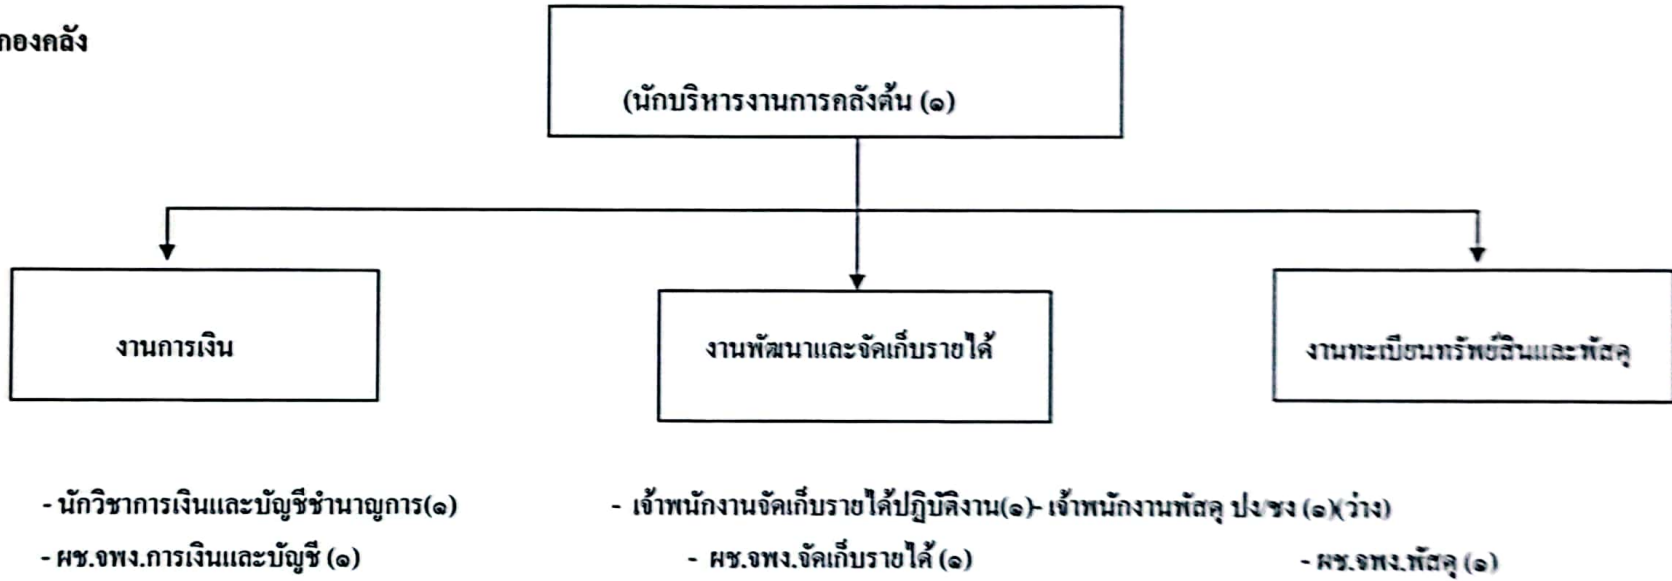 กองคลัง
(นักบริหารงานการคลังต้น (๑)
งานการเงิน
งานพัฒนาและจัดเก็บรายได้
งานทะเบียนทรัพย์สินและพัสดุ
- นักวิชาการเงินและบัญชีชำนาญการ(๑)
- เจ้าพนักงานจัดเก็บรายได้ปฏิบัติงาน(๑)- เจ้าพนักงานพัสดุ ปง/ชง (๑)(ว่าง)
- ผช.จพง.การเงินและบัญชี (๑)
- ผช.จพง.จัดเก็บรายได้ (๑)
- ผช.จพง.พัสดุ (๑)